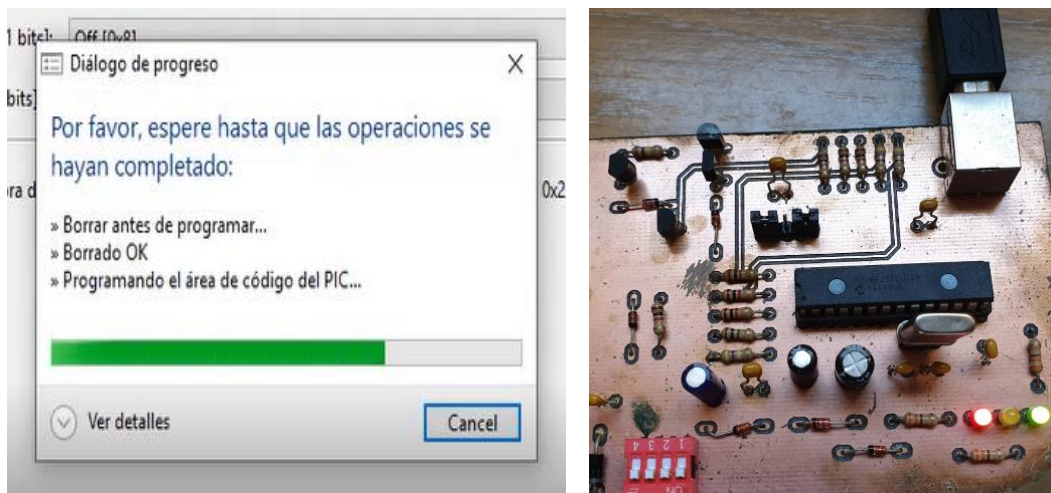 1 bits]: Off [0x8]
Diálogo de progreso
bits]
Por favor, espere hasta que las operaciones se
hayan completado:
ra d
0x2
» Borrar antes de programar...
» Borrado OK
» Programando el área de código del PIC...
Ver detalles
Cancel
4 3 2 1
ON